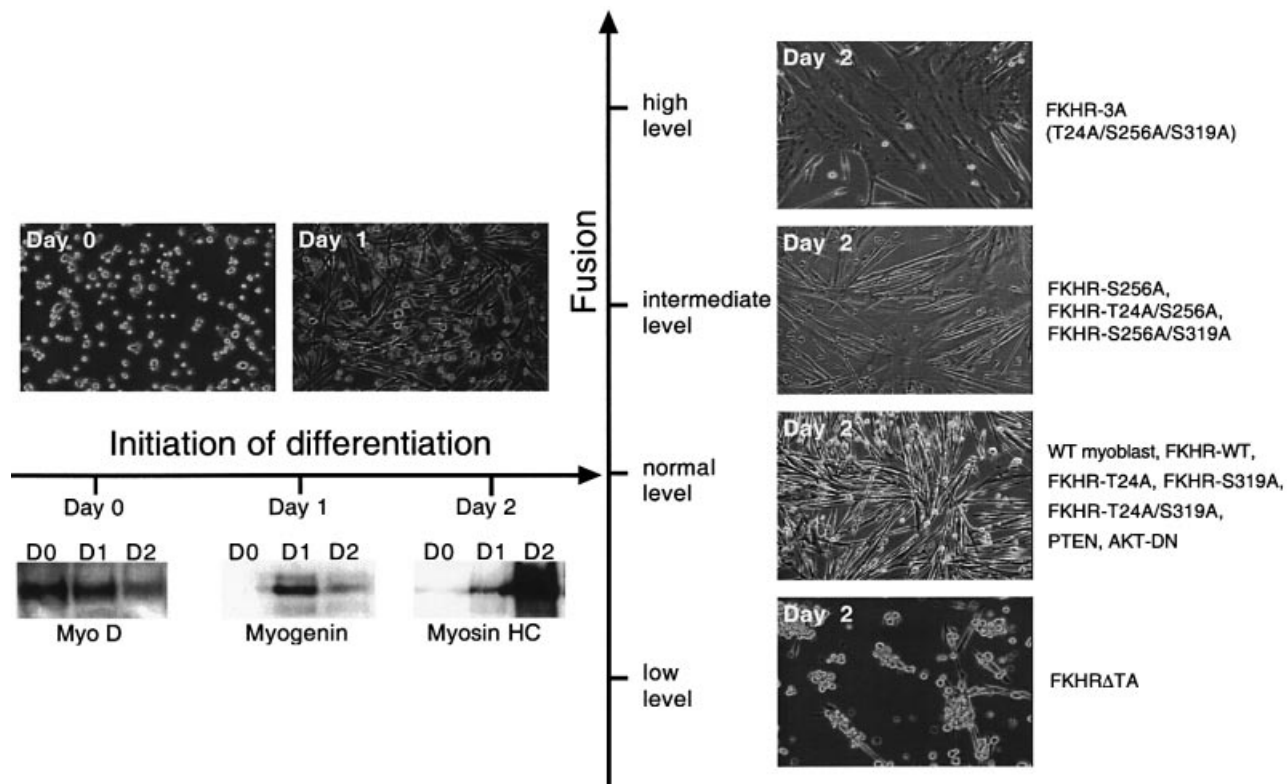 Day 0
Day 1
Initiation of differentiation
Day 0
Day 1
Day 2
D0 D1 D2
Myo D
D0 D1 D2
Myogenin
D0 D1 D2
Myosin HC
Fusion
high
level
intermediate
level
normal
level
low
level
Day 2
FKHR-3A
(T24A/S256A/S319A)
Day 2
FKHR-S256A,
FKHR-T24A/S256A,
FKHR-S256A/S319A
Day 2
WT myoblast, FKHR-WT,
FKHR-T24A, FKHR-S319A,
FKHR-T24A/S319A,
PTEN, AKT-DN
Day 2
FKHRΔTA